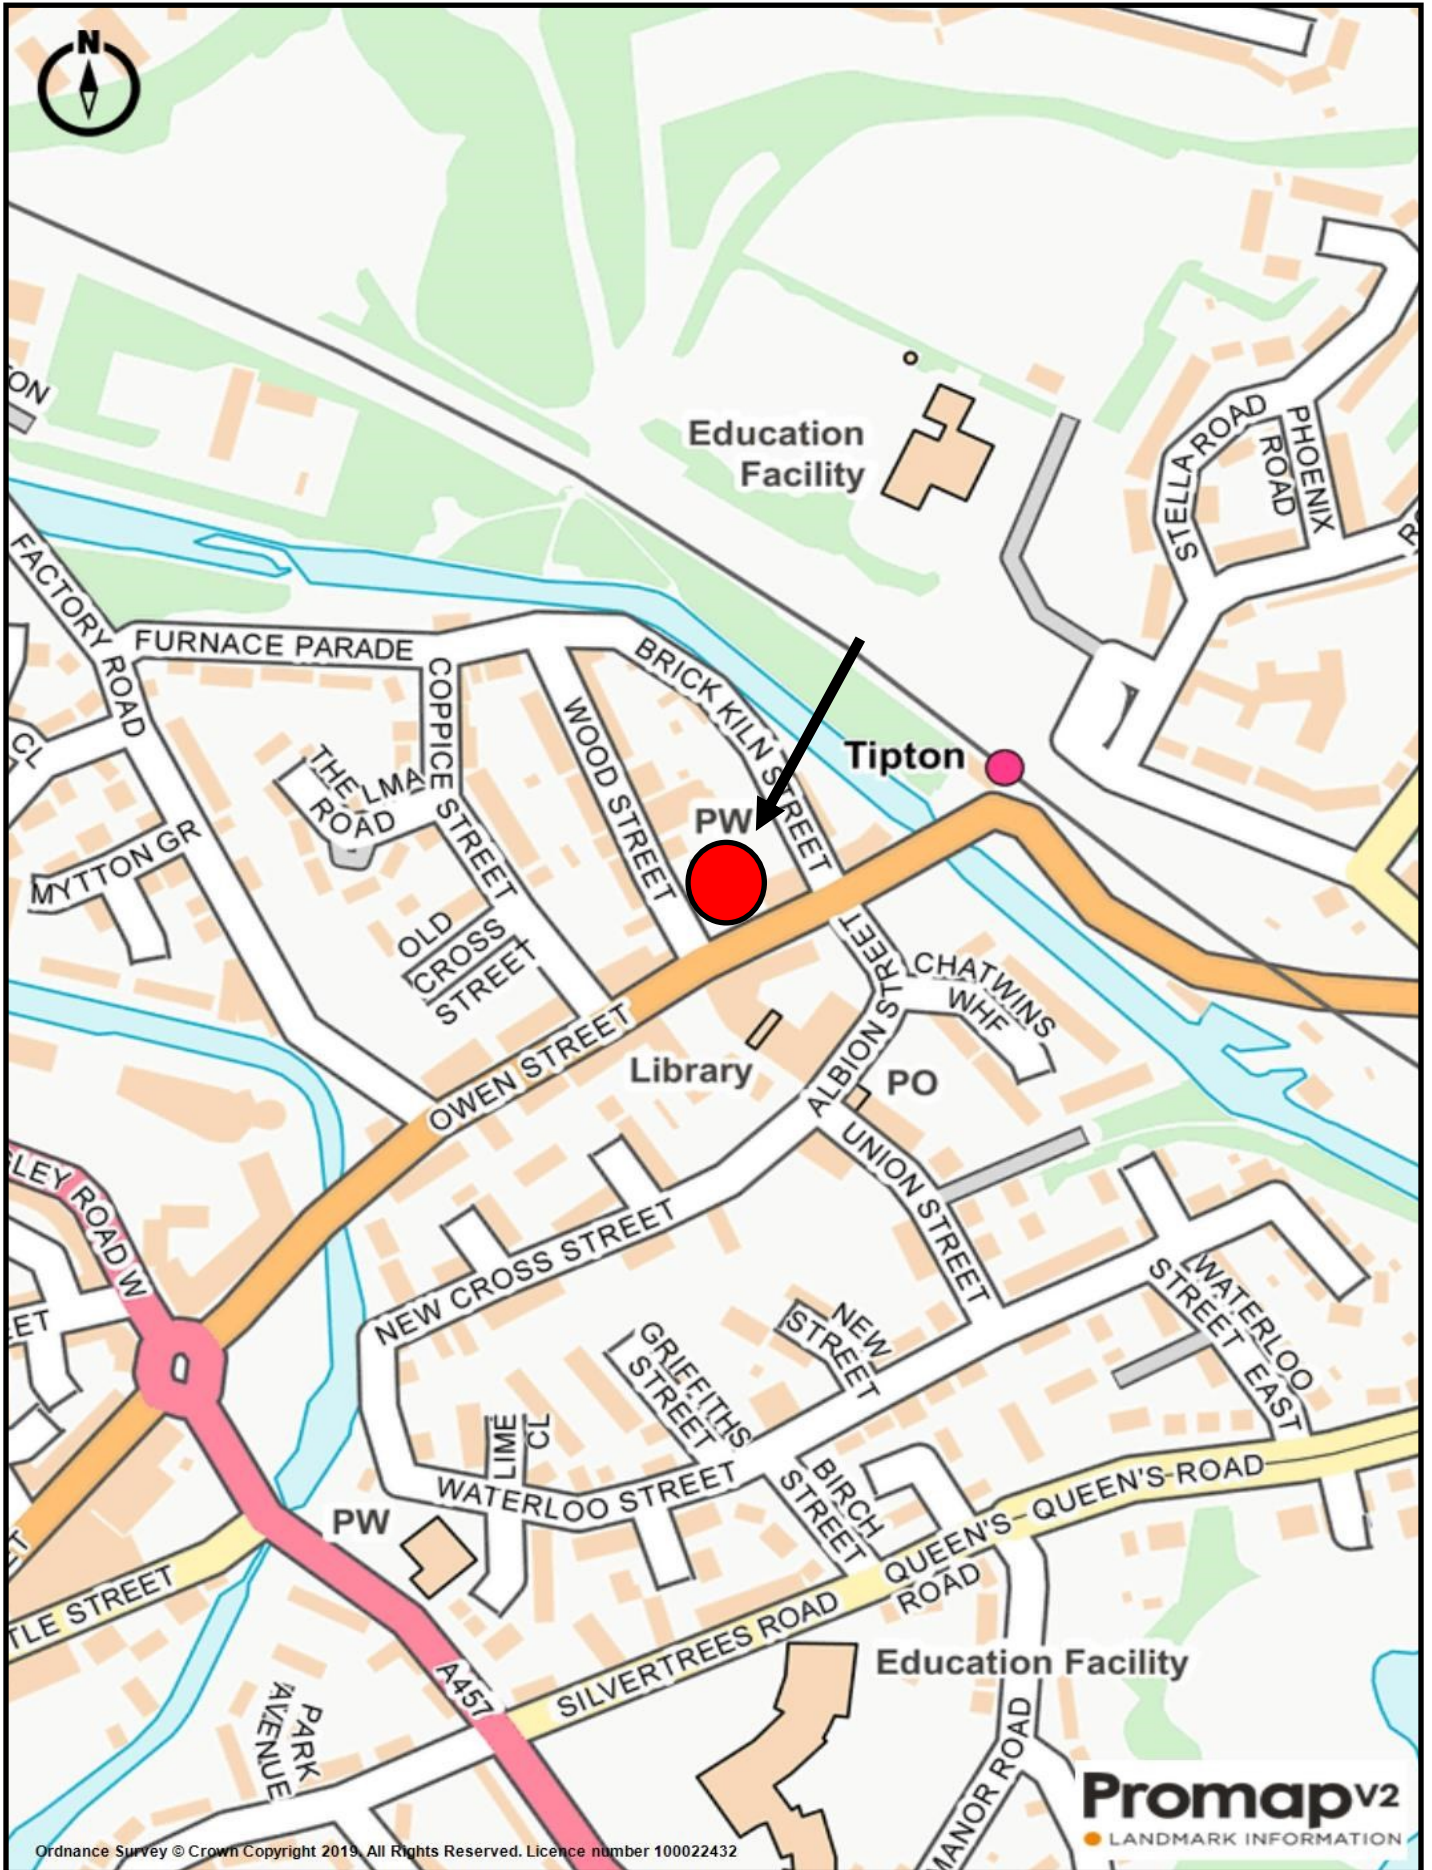 N
Education
Facility
STELLA ROAD
PHOENIX
ROAD
FACTORY ROAD
FURNACE PARADE
COPPICE STREET
BRICK KILN STREET
WOOD STREET
THE
LMA
ROAD
CL
Tipton
PW
MYTTON GR
OLD
CROSS
STREET
ALBION STREET
CHATWINS
WHF
OWEN STREET
Library
PO
UNION STREET
LEY ROAD W
NEW CROSS STREET
NEW
STREET
GRIFFITHS
STREET
WATERLOO
STREET EAST
LIME
CL
WATERLOO STREET
BIRCH
STREET
QUEEN'S ROAD
QUEEN'S
ROAD
PW
TLE STREET
SILVERTREES ROAD
Education Facility
A457
PARK
AVENUE
MANOR ROAD
Promap V2
LANDMARK INFORMATION
Ordnance Survey © Crown Copyright 2019. All Rights Reserved. Licence number 100022432